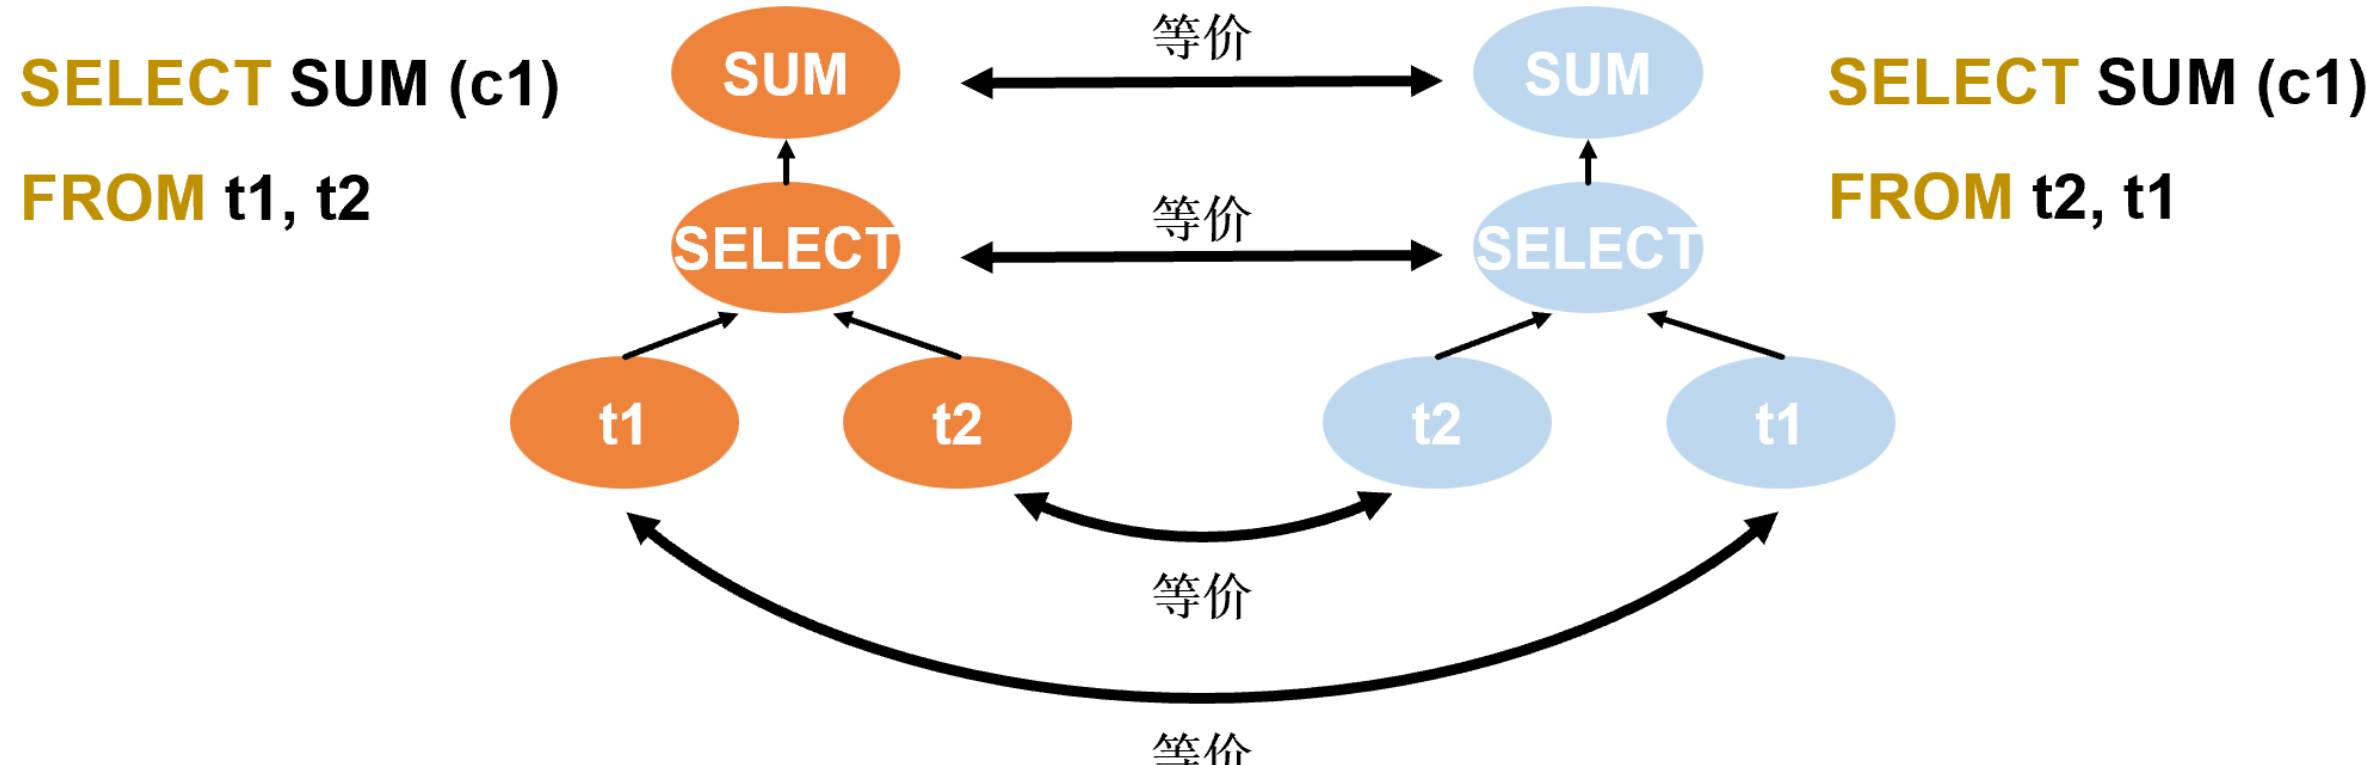 SELECT SUM (c1)
FROM t1, t2
SUM
等价
SUM
SELECT
等价
SELECT
t1
t2
t2
t1
等价
等价
SELECT SUM (c1)
FROM t2, t1